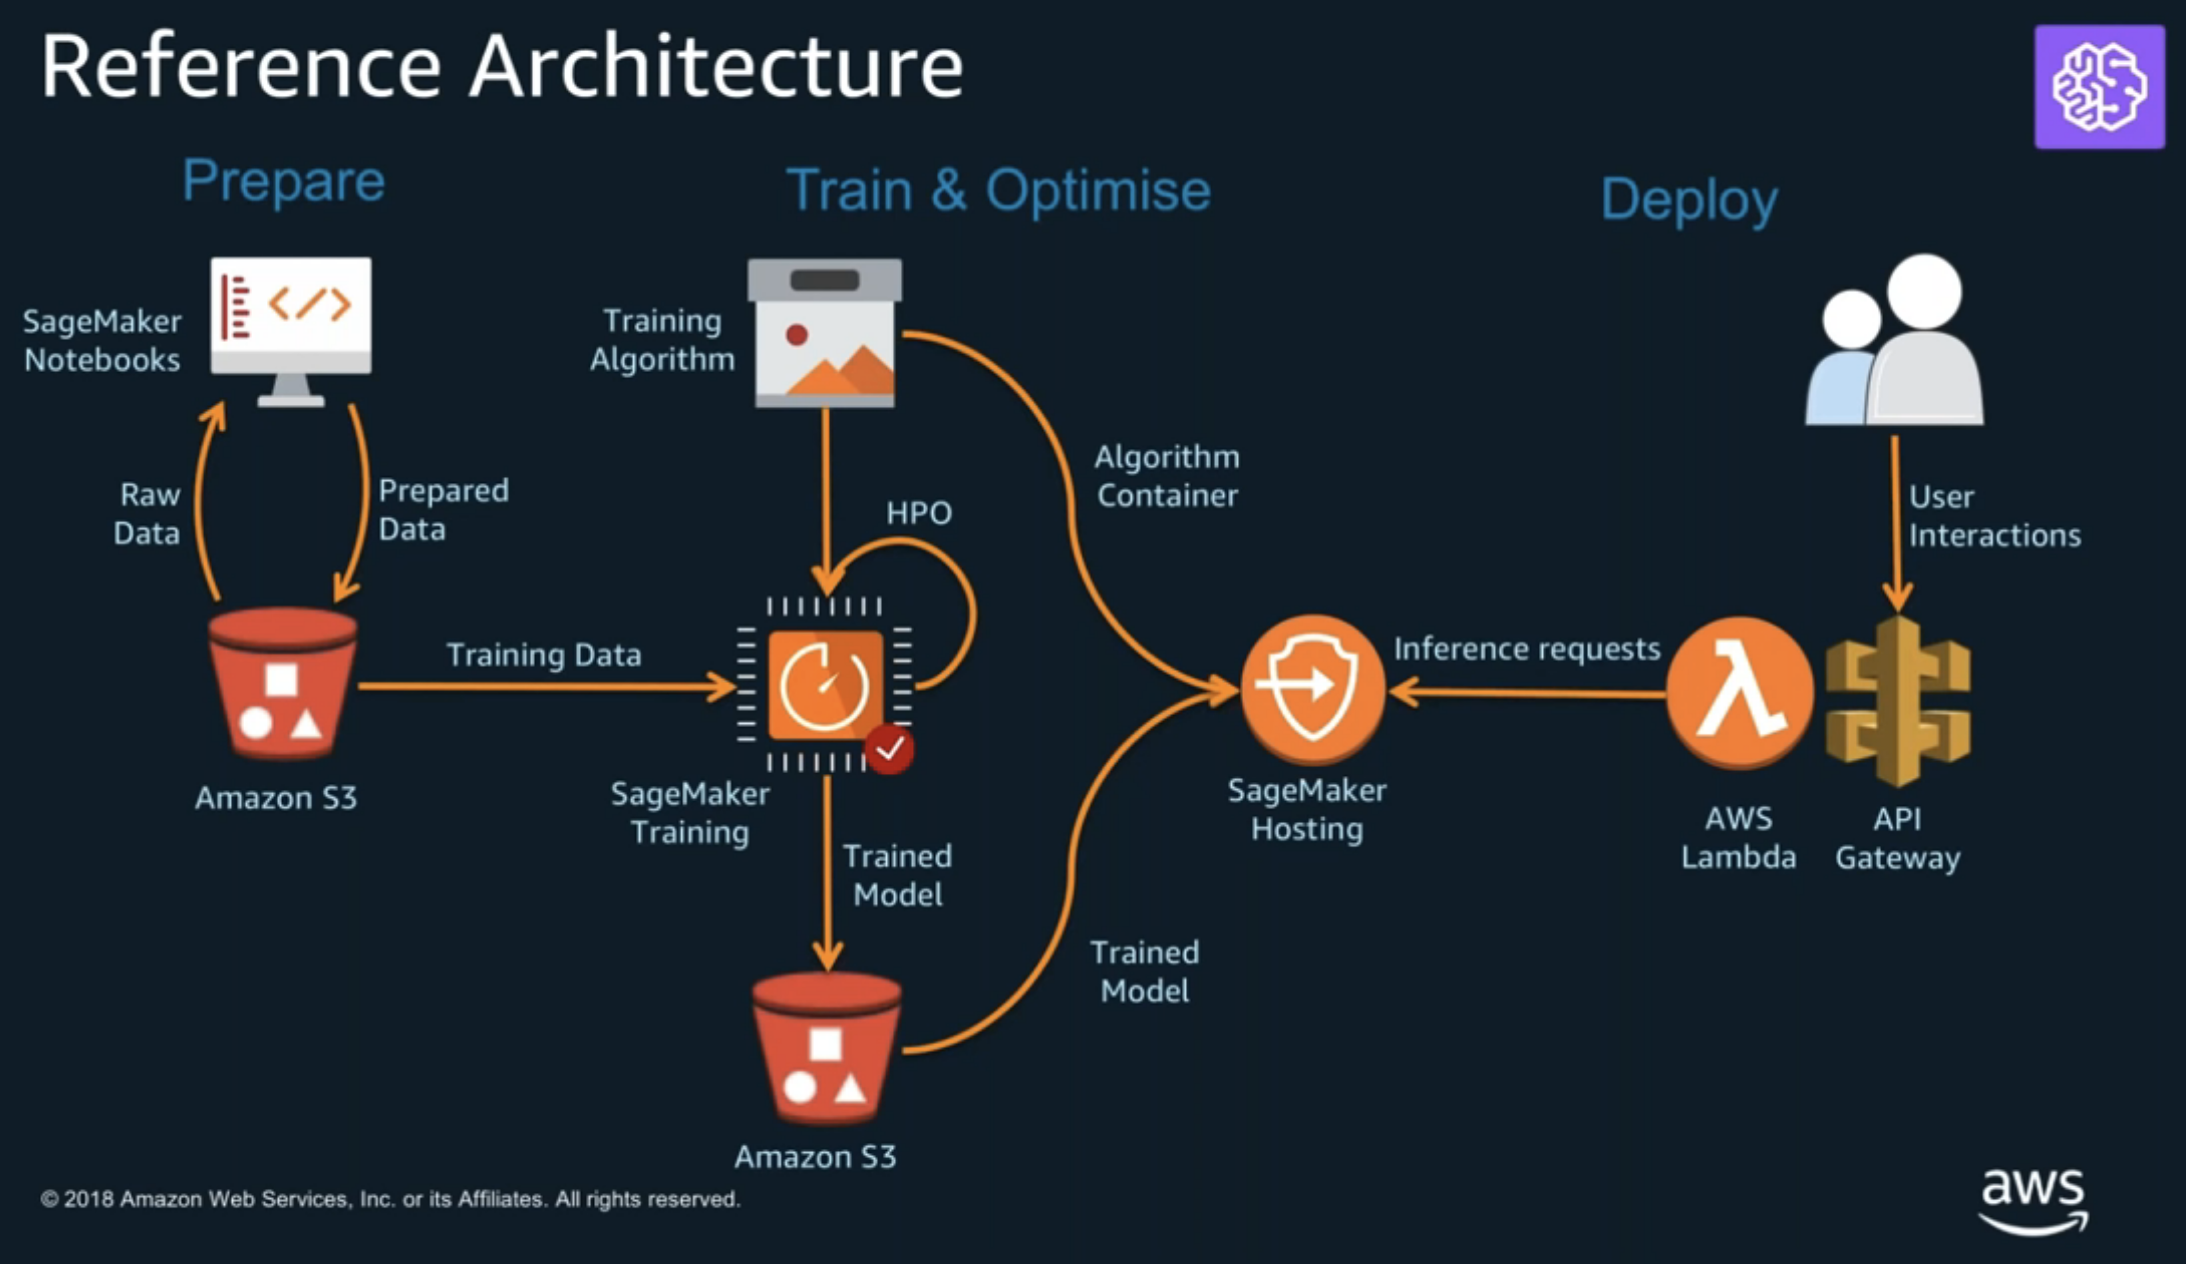 Reference Architecture
Prepare
Train & Optimise
Deploy
SageMaker
Notebooks
Training
Algorithm
Raw
Data
Prepared
Data
HPO
Algorithm
Container
User
Interactions
Training Data
Inference requests
Amazon S3
SageMaker
Training
SageMaker
Hosting
AWS
Lambda
API
Gateway
Trained
Model
Trained
Model
Amazon S3
© 2018 Amazon Web Services, Inc. or its Affiliates. All rights reserved.
aws